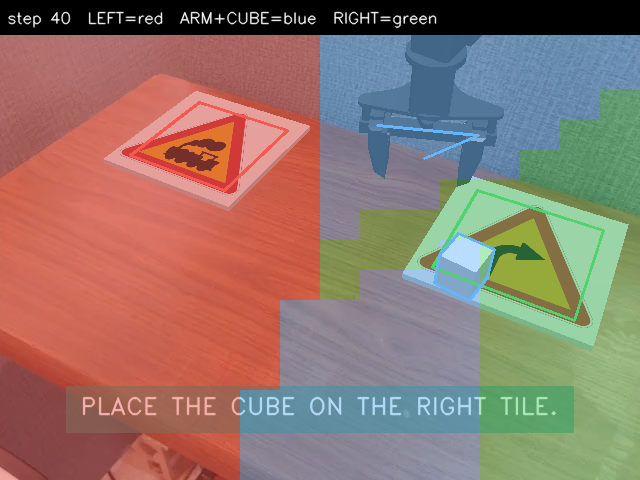 step 40 LEFT=red ARM+CUBE=blue RIGHT=green
PLACE THE CUBE ON THE RIGHT TILE.